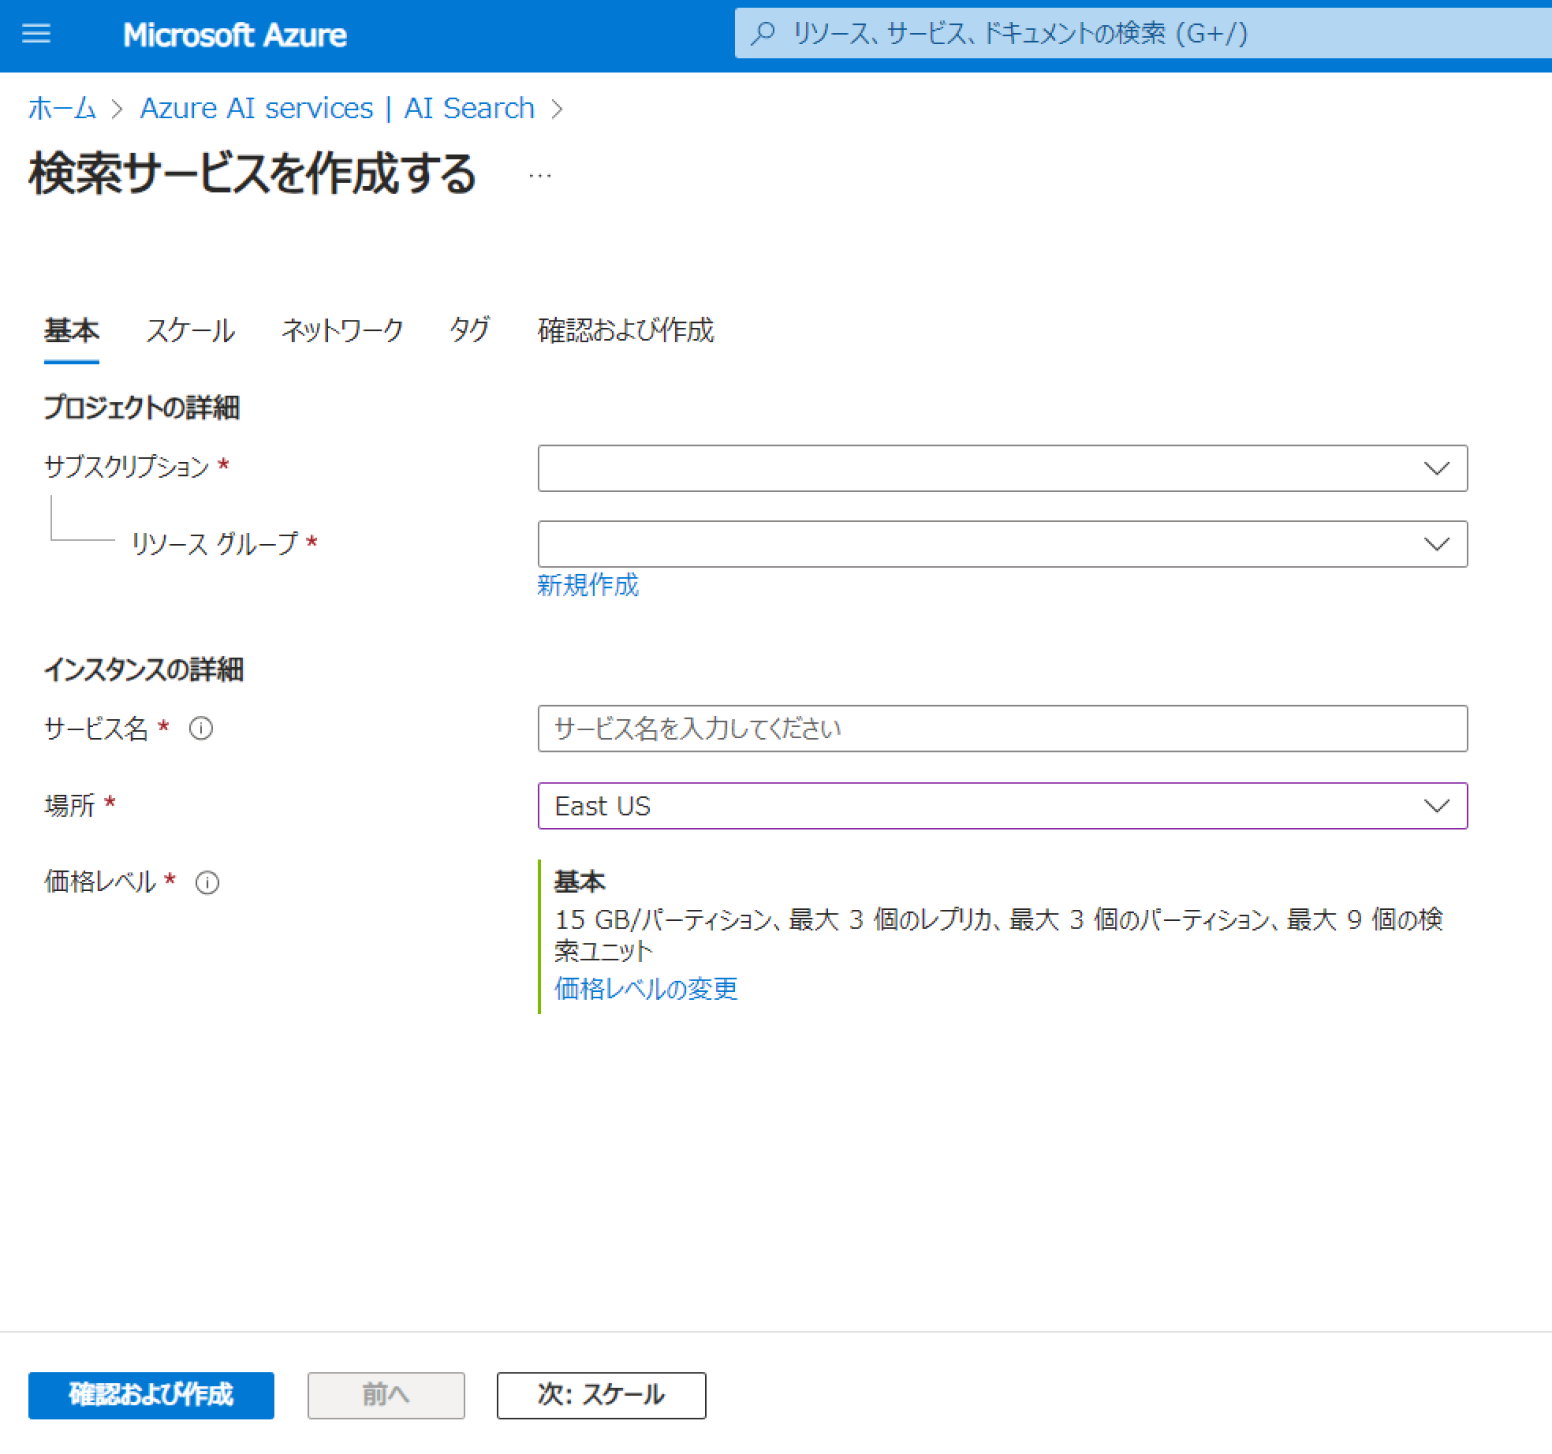 Microsoft Azure
リソース、サービス、ドキュメントの検索 (G+/)
ホーム > Azure AI services | AI Search >
検索サービスを作成する ...
基本 スケール ネットワーク タグ 確認および作成
プロジェクトの詳細
サブスクリプション *
リソース グループ *
新規作成
インスタンスの詳細
サービス名 * サービス名を入力してください
場所 * East US
価格レベル * 基本
15 GB/パーティション、最大 3 個のレプリカ、最大 3 個のパーティション、最大 9 個の検
索ユニット
価格レベルの変更
確認および作成 前へ 次: スケール